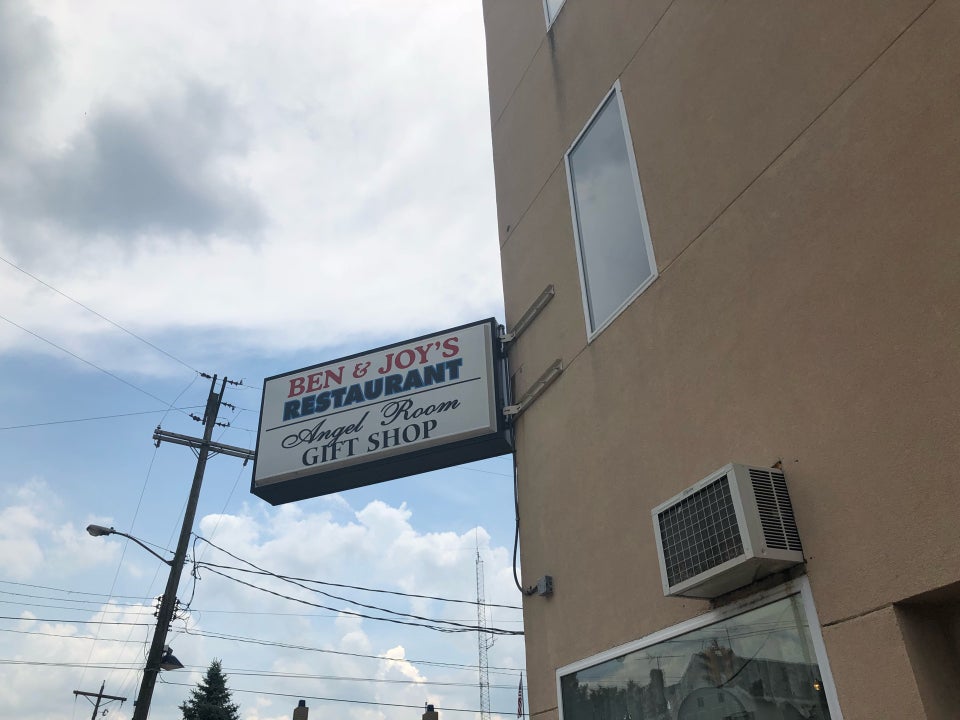 BEN & JOY'S
RESTAURANT
Angel Room
GIFT SHOP